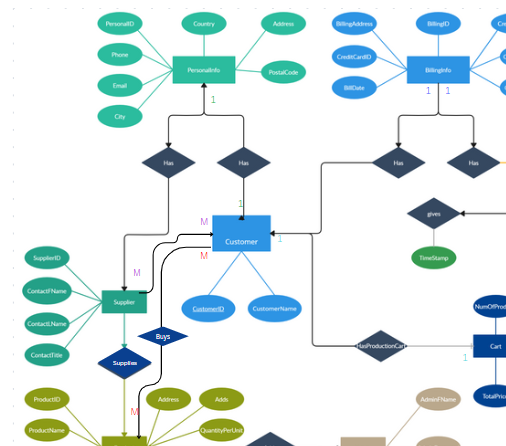 PersonalID
Country
Address
BillingAddress
BillingID
Phone
PersonalInfo
PostalCode
CreditCardID
BillingInfo
Email
BillDate
1
1
1
City
Has
Has
Has
Has
1
M
gives
Customer
1
M
SupplierID
TimeStamp
M
ContactFName
Supplier
CustomerID
CustomerName
ContactLName
Buys
HasProductionCart
Cart
1
ContactTitle
Supplies
TotalPrice
ProductID
Address
Adds
AdminFName
M
ProductName
QuantityPerUnit